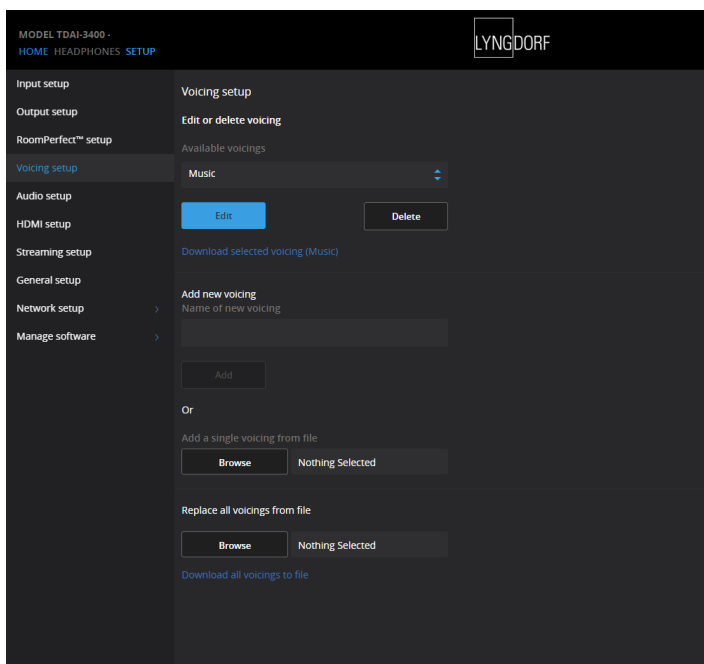 MODEL TDAI-3400 -
HOME HEADPHONES SETUP
LYNGDORF
Input setup
Output setup
RoomPerfect™ setup
Voicing setup
Audio setup
HDMI setup
Streaming setup
General setup
Network setup
Manage software
Voicing setup
Edit or delete voicing
Available voicings
Music
Edit Delete
Download selected voicing (Music)
Add new voicing
Name of new voicing
Add
Or
Add a single voicing from file
Browse Nothing Selected
Replace all voicings from file
Browse Nothing Selected
Download all voicings to file